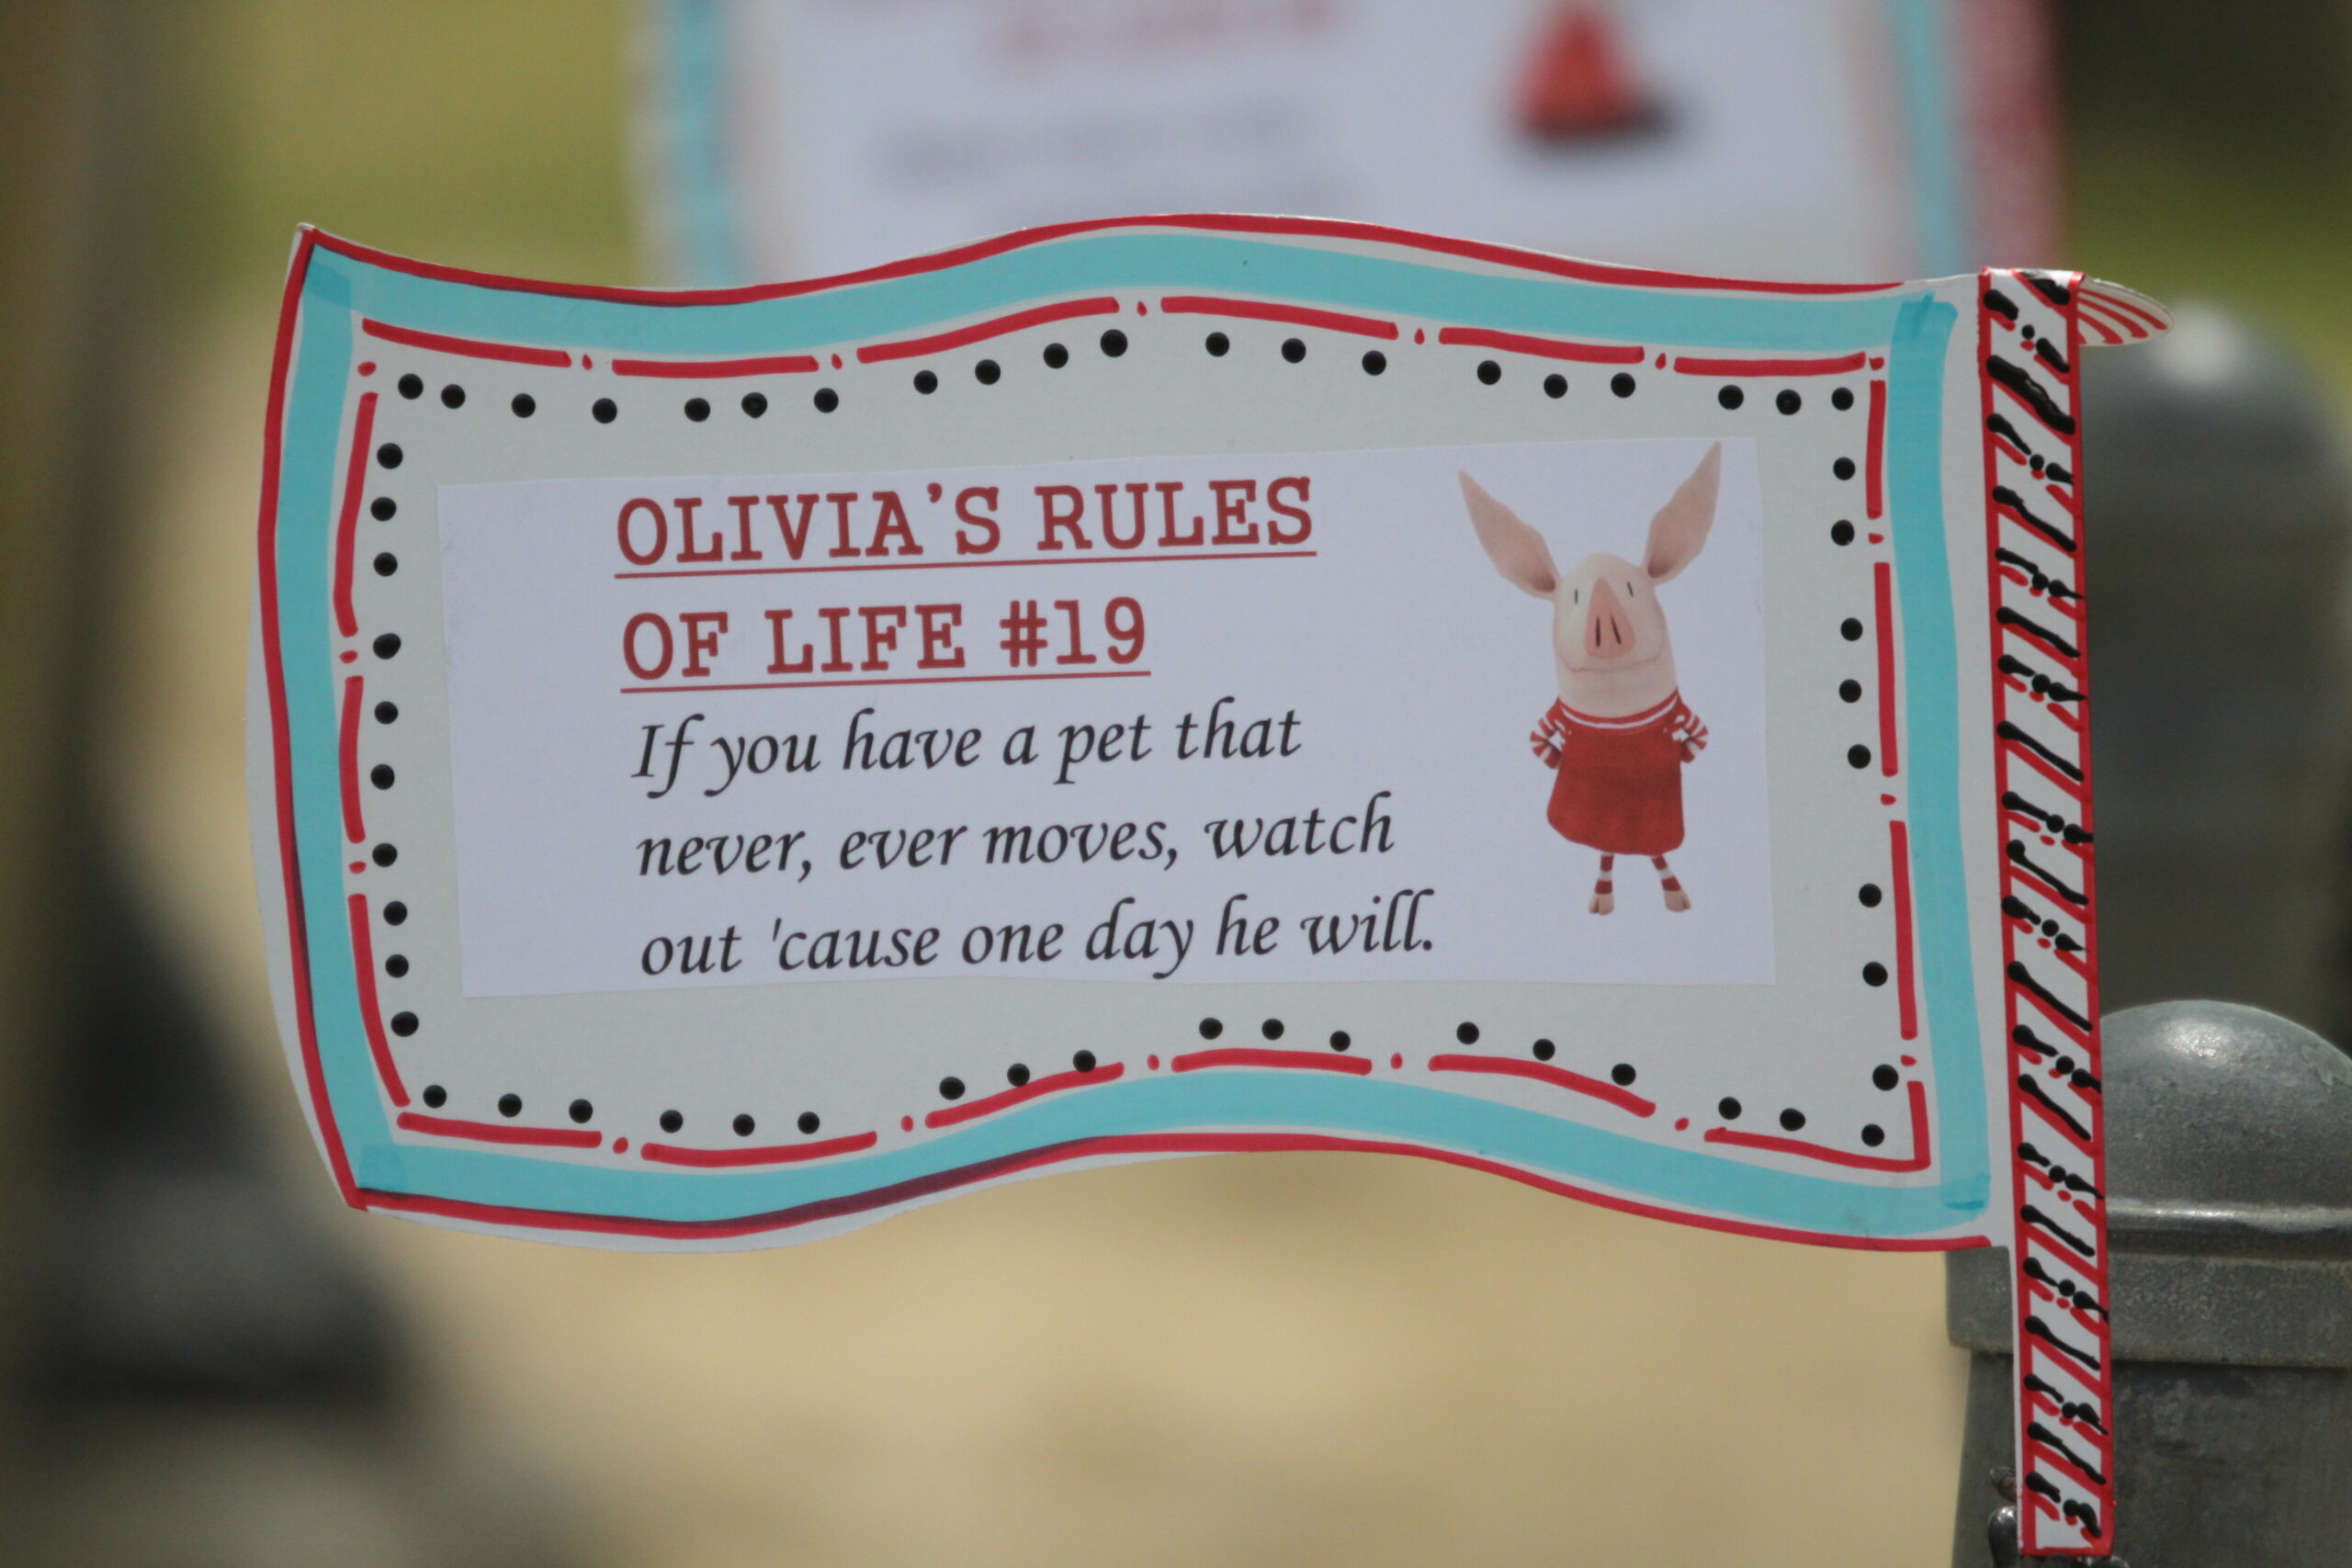 OLIVIA'S RULES
OF LIFE #19
If you have a pet that
never, ever moves, watch
out 'cause one day he will.